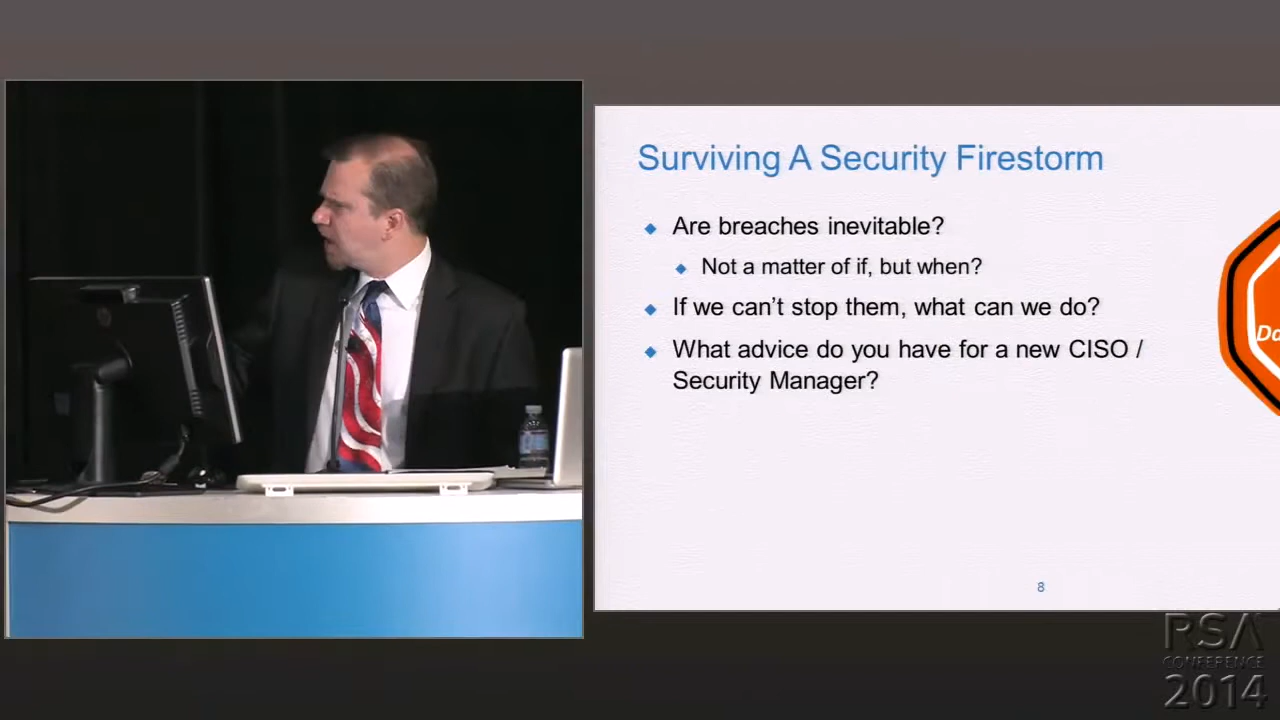 Surviving A Security Firestorm
Are breaches inevitable?
Not a matter of if, but when?
If we can't stop them, what can we do?
What advice do you have for a new CISO /
Security Manager?
8
RSA
CONFERENCE
2014